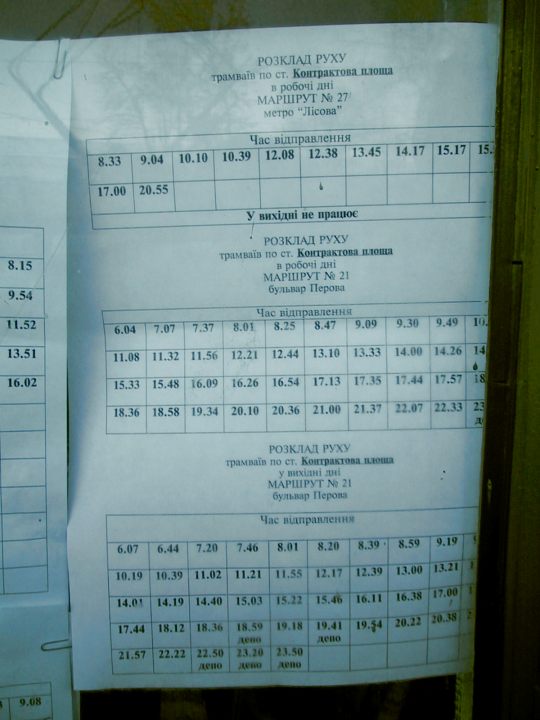 РОЗКЛАД РУХУ
трамваїв по ст. Контрактова площа
в робочі дні
МАРШРУТ № 27
метро "Лісова"
Час відправлення
8.33 9.04 10.10 10.39 12.08 12.38 13.45 14.17 15.17
17.00 20.55
У вихідні не працює
РОЗКЛАД РУХУ
трамваїв по ст. Контрактова площа
в робочі дні
МАРШРУТ № 21
бульвар Перова
Час відправлення
6.04 7.07 7.37 8.01 8.25 8.47 9.09 9.30 9.49
11.08 11.32 11.56 12.21 12.44 13.10 13.33 14.00 14.26
15.33 15.48 16.09 16.26 16.54 17.13 17.35 17.44 17.57
18.36 18.58 19.34 20.10 20.36 21.00 21.37 22.07 22.33
РОЗКЛАД РУХУ
трамваїв по ст. Контрактова площа
у вихідні дні
МАРШРУТ № 21
бульвар Перова
Час відправлення
6.07 6.44 7.20 7.46 8.01 8.20 8.39 8.59 9.19
10.19 10.39 11.02 11.21 11.55 12.17 12.39 13.00 13.21
14.01 14.19 14.40 15.03 15.22 15.46 16.11 16.38 17.00
17.44 18.12 18.36 18.59 19.18 19.41 19.54 20.22 20.38
депо депо
21.57 22.22 22.50 23.20 23.50
депо депо депо
8.15
9.54
11.52
13.51
16.02
9.08